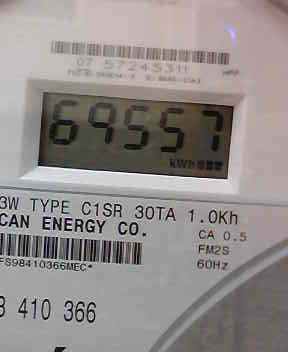 07 57245311
69557
kWh
3W TYPE C1SR 30TA 1.0Kh
CAN ENERGY CO. CA 0.5
FM2S
FS98410366MEC* 60Hz
8 410 366